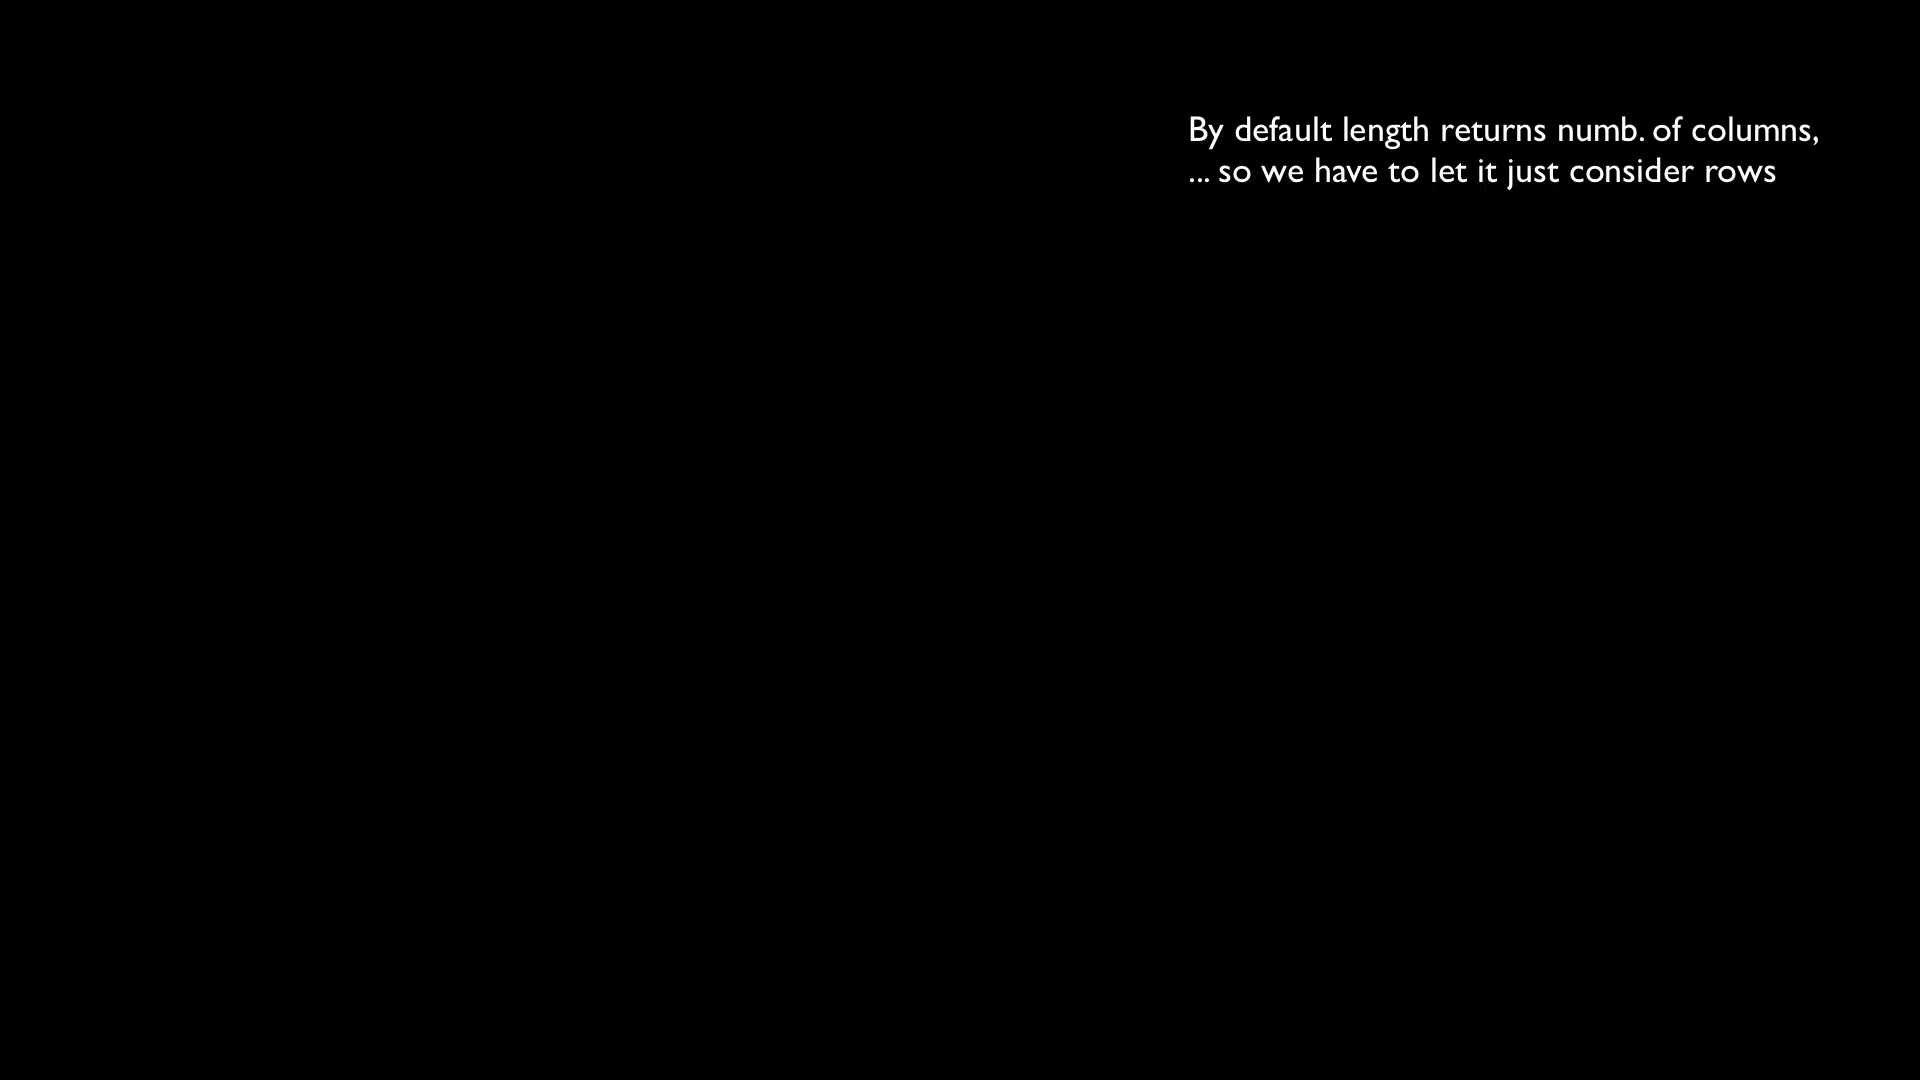 By default length returns numb. of columns,
... so we have to let it just consider rows